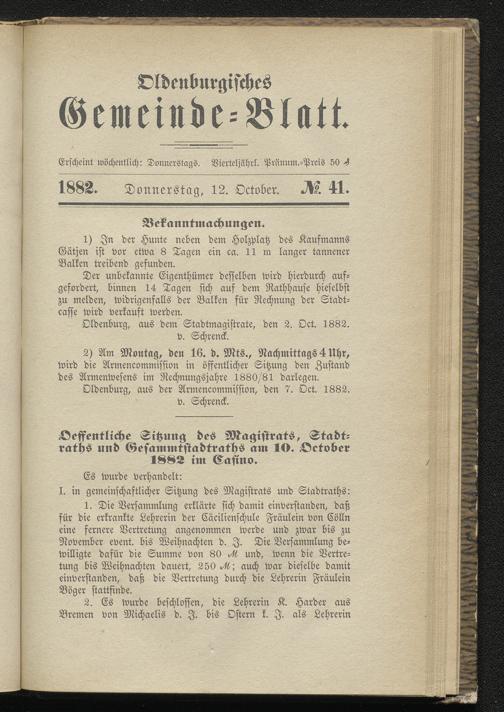 Oldenburgisches
Gemeinde-Blatt.
Erscheint wöchentlich: Donnerstags. Vierteljährl. Pränum.-Preis 50 ₰
1882. Donnerstag, 12. October. № 41.
Bekanntmachungen.
1) In der Hunte neben dem Holzplatz des Kaufmanns
Gätjen ist vor etwa 8 Tagen ein ca. 11 m langer tannener
Balken treibend gefunden.
Der unbekannte Eigenthümer desselben wird hierdurch auf-
gefordert, binnen 14 Tagen sich auf dem Rathhause hieselbst
zu melden, widrigenfalls der Balken für Rechnung der Stadt-
casse wird verkauft werden.
Oldenburg, aus dem Stadtmagistrate, den 2. Oct. 1882.
v. Schrenck.
2) Am Montag, den 16. d. Mts., Nachmittags 4 Uhr,
wird die Armencommission in öffentlicher Sitzung den Zustand
des Armenwesens im Rechnungsjahre 1880/81 darlegen.
Oldenburg, aus der Armencommission, den 7. Oct. 1882.
v. Schrenck.
Oeffentliche Sitzung des Magistrats, Stadt-
raths und Gesammtstadtraths am 10. October
1882 im Casino.
Es wurde verhandelt:
I. in gemeinschaftlicher Sitzung des Magistrats und Stadtraths:
1. Die Versammlung erklärte sich damit einverstanden, daß
für die erkrankte Lehrerin der Cäcilienschule Fräulein von Cölln
eine fernere Vertretung angenommen werde und zwar bis zu
November event. bis Weihnachten d. J. Die Versammlung be-
willigte dafür die Summe von 80 ℳ und, wenn die Vertre-
tung bis Weihnachten dauert, 250 ℳ; auch war dieselbe damit
einverstanden, daß die Vertretung durch die Lehrerin Fräulein
Böger stattfinde.
2. Es wurde beschlossen, die Lehrerin K. Harder aus
Bremen von Michaelis d. J. bis Ostern k. J. als Lehrerin